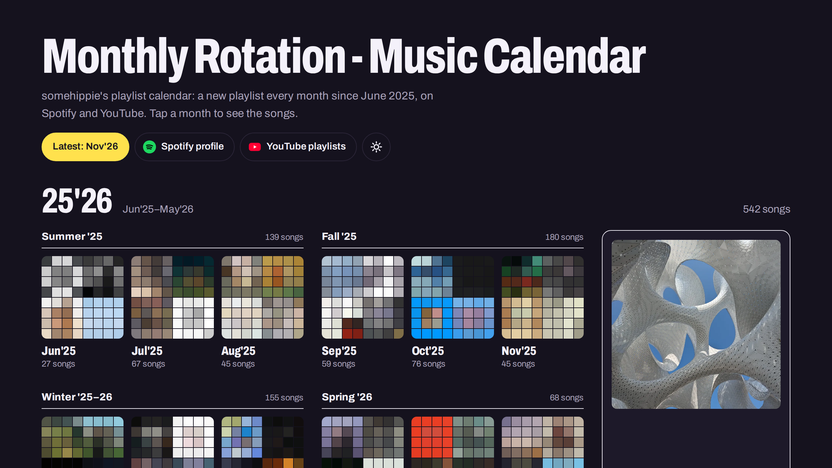 Monthly Rotation - Music Calendar
somehippie's playlist calendar: a new playlist every month since June 2025, on
Spotify and YouTube. Tap a month to see the songs.
Latest: Nov'26
Spotify profile
YouTube playlists
25'26
Jun'25–May'26
542 songs
Summer '25
139 songs
Fall '25
180 songs
Jun'25
27 songs
Jul'25
67 songs
Aug'25
45 songs
Sep'25
59 songs
Oct'25
76 songs
Nov'25
45 songs
Winter '25–26
155 songs
Spring '26
68 songs